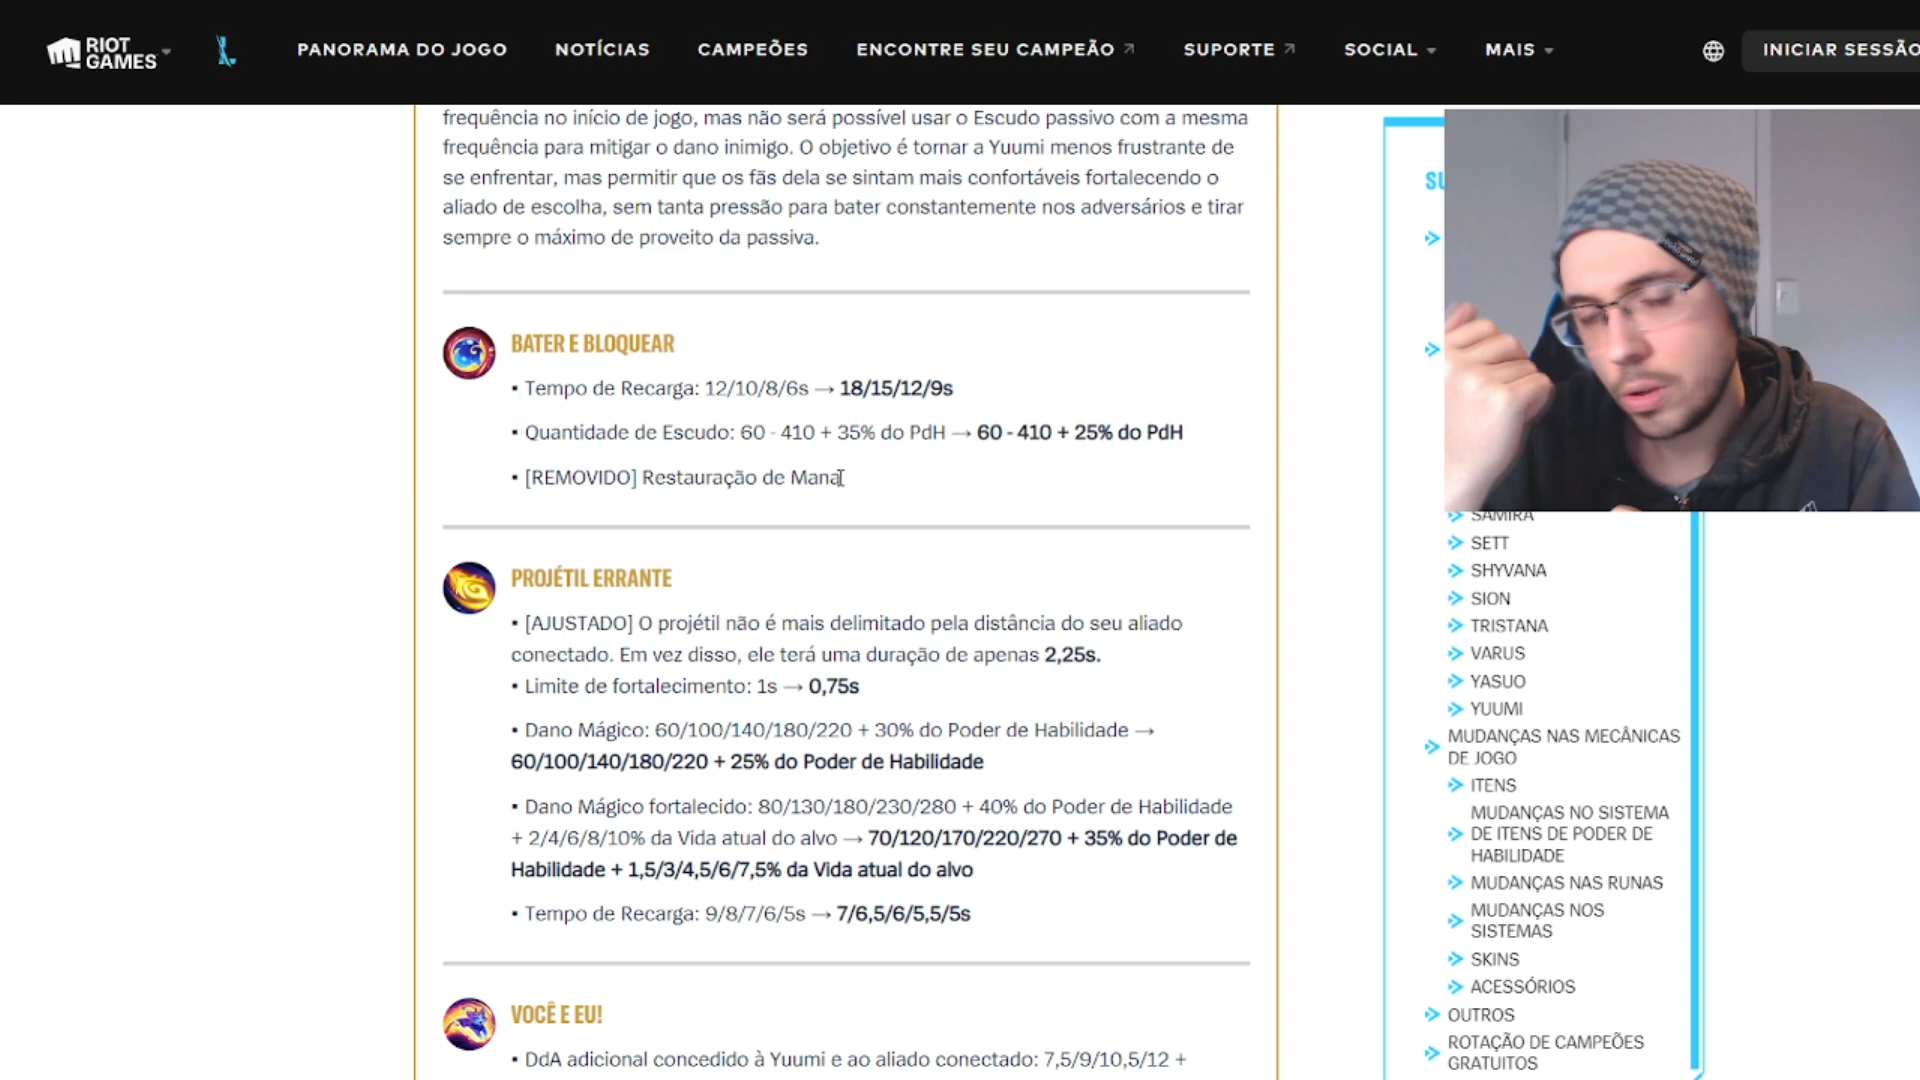 RIOT GAMES
PANORAMA DO JOGO NOTÍCIAS CAMPEÕES ENCONTRE SEU CAMPEÃO SUPORTE SOCIAL MAIS INICIAR SESSÃO
frequência no início de jogo, mas não será possível usar o Escudo passivo com a mesma
frequência para mitigar o dano inimigo. O objetivo é tornar a Yuumi menos frustrante de
se enfrentar, mas permitir que os fãs dela se sintam mais confortáveis fortalecendo o
aliado de escolha, sem tanta pressão para bater constantemente nos adversários e tirar
sempre o máximo de proveito da passiva.
BATER E BLOQUEAR
▪ Tempo de Recarga: 12/10/8/6s → 18/15/12/9s
▪ Quantidade de Escudo: 60 - 410 + 35% do PdH → 60 - 410 + 25% do PdH
▪ [REMOVIDO] Restauração de Mana
PROJÉTIL ERRANTE
▪ [AJUSTADO] O projétil não é mais delimitado pela distância do seu aliado
conectado. Em vez disso, ele terá uma duração de apenas 2,25s.
▪ Limite de fortalecimento: 1s → 0,75s
▪ Dano Mágico: 60/100/140/180/220 + 30% do Poder de Habilidade →
60/100/140/180/220 + 25% do Poder de Habilidade
▪ Dano Mágico fortalecido: 80/130/180/230/280 + 40% do Poder de Habilidade
+ 2/4/6/8/10% da Vida atual do alvo → 70/120/170/220/270 + 35% do Poder de
Habilidade + 1,5/3/4,5/6/7,5% da Vida atual do alvo
▪ Tempo de Recarga: 9/8/7/6/5s → 7/6,5/6/5,5/5s
VOCÊ E EU!
▪ DdA adicional concedido à Yuumi e ao aliado conectado: 7,5/9/10,5/12 +
SAMIRA
SETT
SHYVANA
SION
TRISTANA
VARUS
YASUO
YUUMI
MUDANÇAS NAS MECÂNICAS
DE JOGO
ITENS
MUDANÇAS NO SISTEMA
DE ITENS DE PODER DE
HABILIDADE
MUDANÇAS NAS RUNAS
MUDANÇAS NOS
SISTEMAS
SKINS
ACESSÓRIOS
OUTROS
ROTAÇÃO DE CAMPEÕES
GRATUITOS